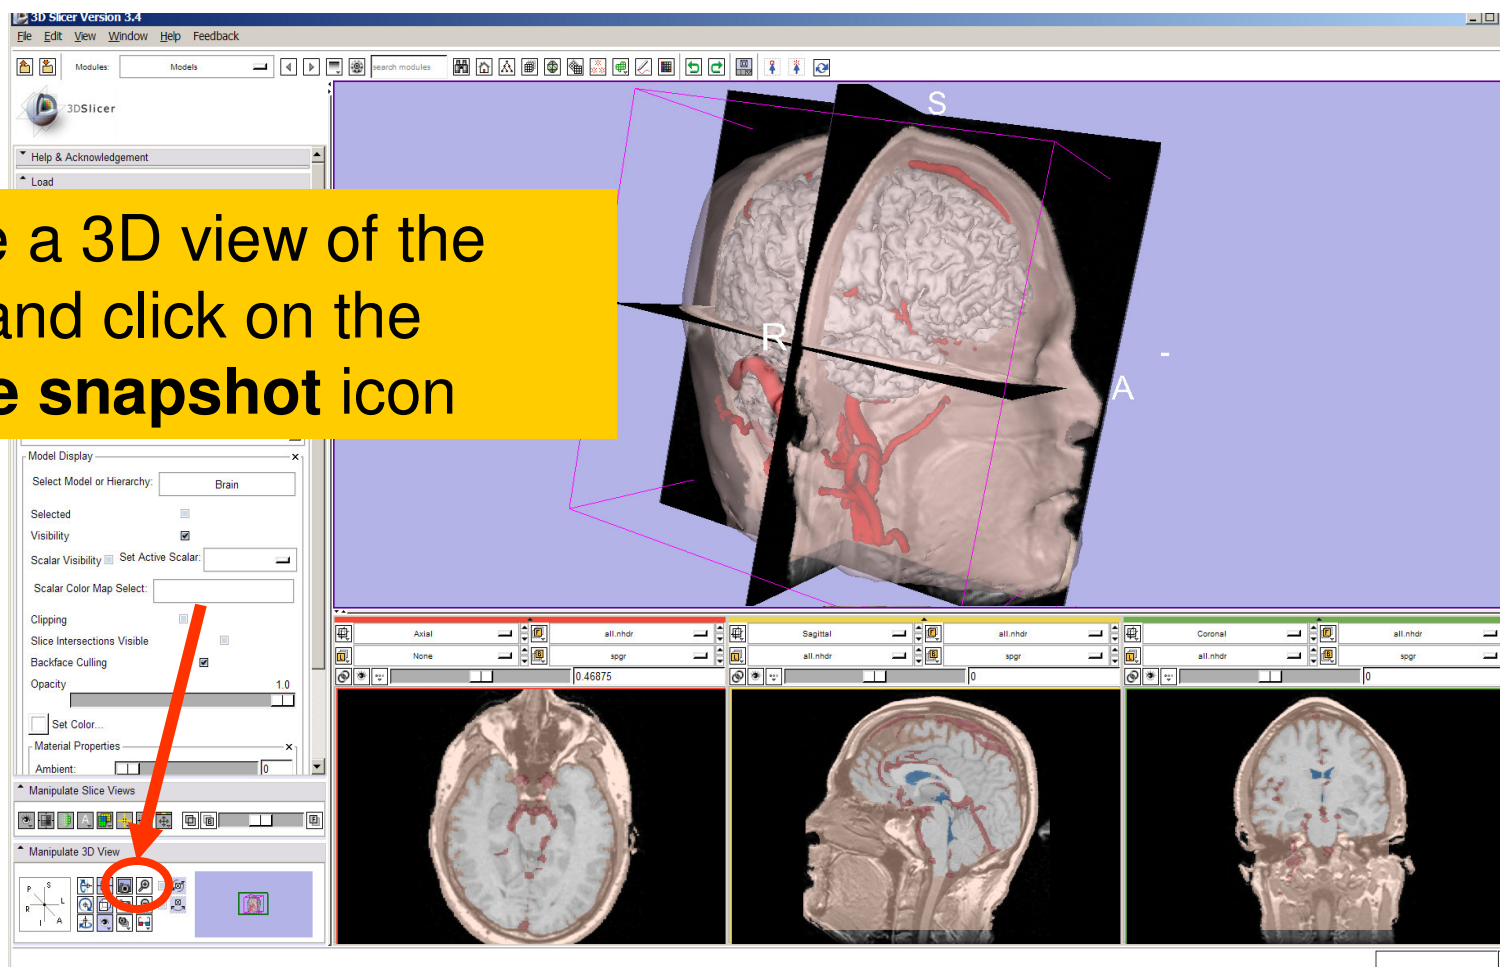 3D Slicer Version 3.4
File Edit View Window Help Feedback
Modules: Models search modules
3DSlicer
Help & Acknowledgement
Load
e a 3D view of the
and click on the
e snapshot icon
S
R
A
-
Model Display
Select Model or Hierarchy: Brain
Selected
Visibility
Scalar Visibility Set Active Scalar:
Scalar Color Map Select:
Clipping
Slice Intersections Visible
Backface Culling
Opacity 1.0
Set Color...
Material Properties
Ambient: 0
Manipulate Slice Views
Manipulate 3D View
P S
R L
I A
Axial all.nhdr
None spgr
0.46875
Sagittal all.nhdr
all.nhdr spgr
0
Coronal all.nhdr
all.nhdr spgr
0